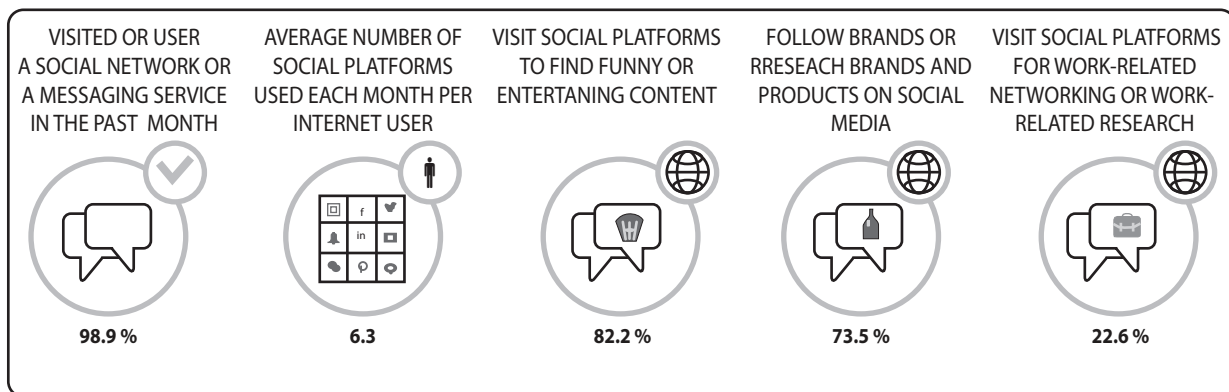 VISITED OR USER
A SOCIAL NETWORK OR
A MESSAGING SERVICE
IN THE PAST MONTH
98.9 %
AVERAGE NUMBER OF
SOCIAL PLATFORMS
USED EACH MONTH PER
INTERNET USER
f
in
6.3
VISIT SOCIAL PLATFORMS
TO FIND FUNNY OR
ENTERTANING CONTENT
82.2 %
FOLLOW BRANDS OR
RRESEACH BRANDS AND
PRODUCTS ON SOCIAL
MEDIA
73.5 %
VISIT SOCIAL PLATFORMS
FOR WORK-RELATED
NETWORKING OR WORK-
RELATED RESEARCH
22.6 %